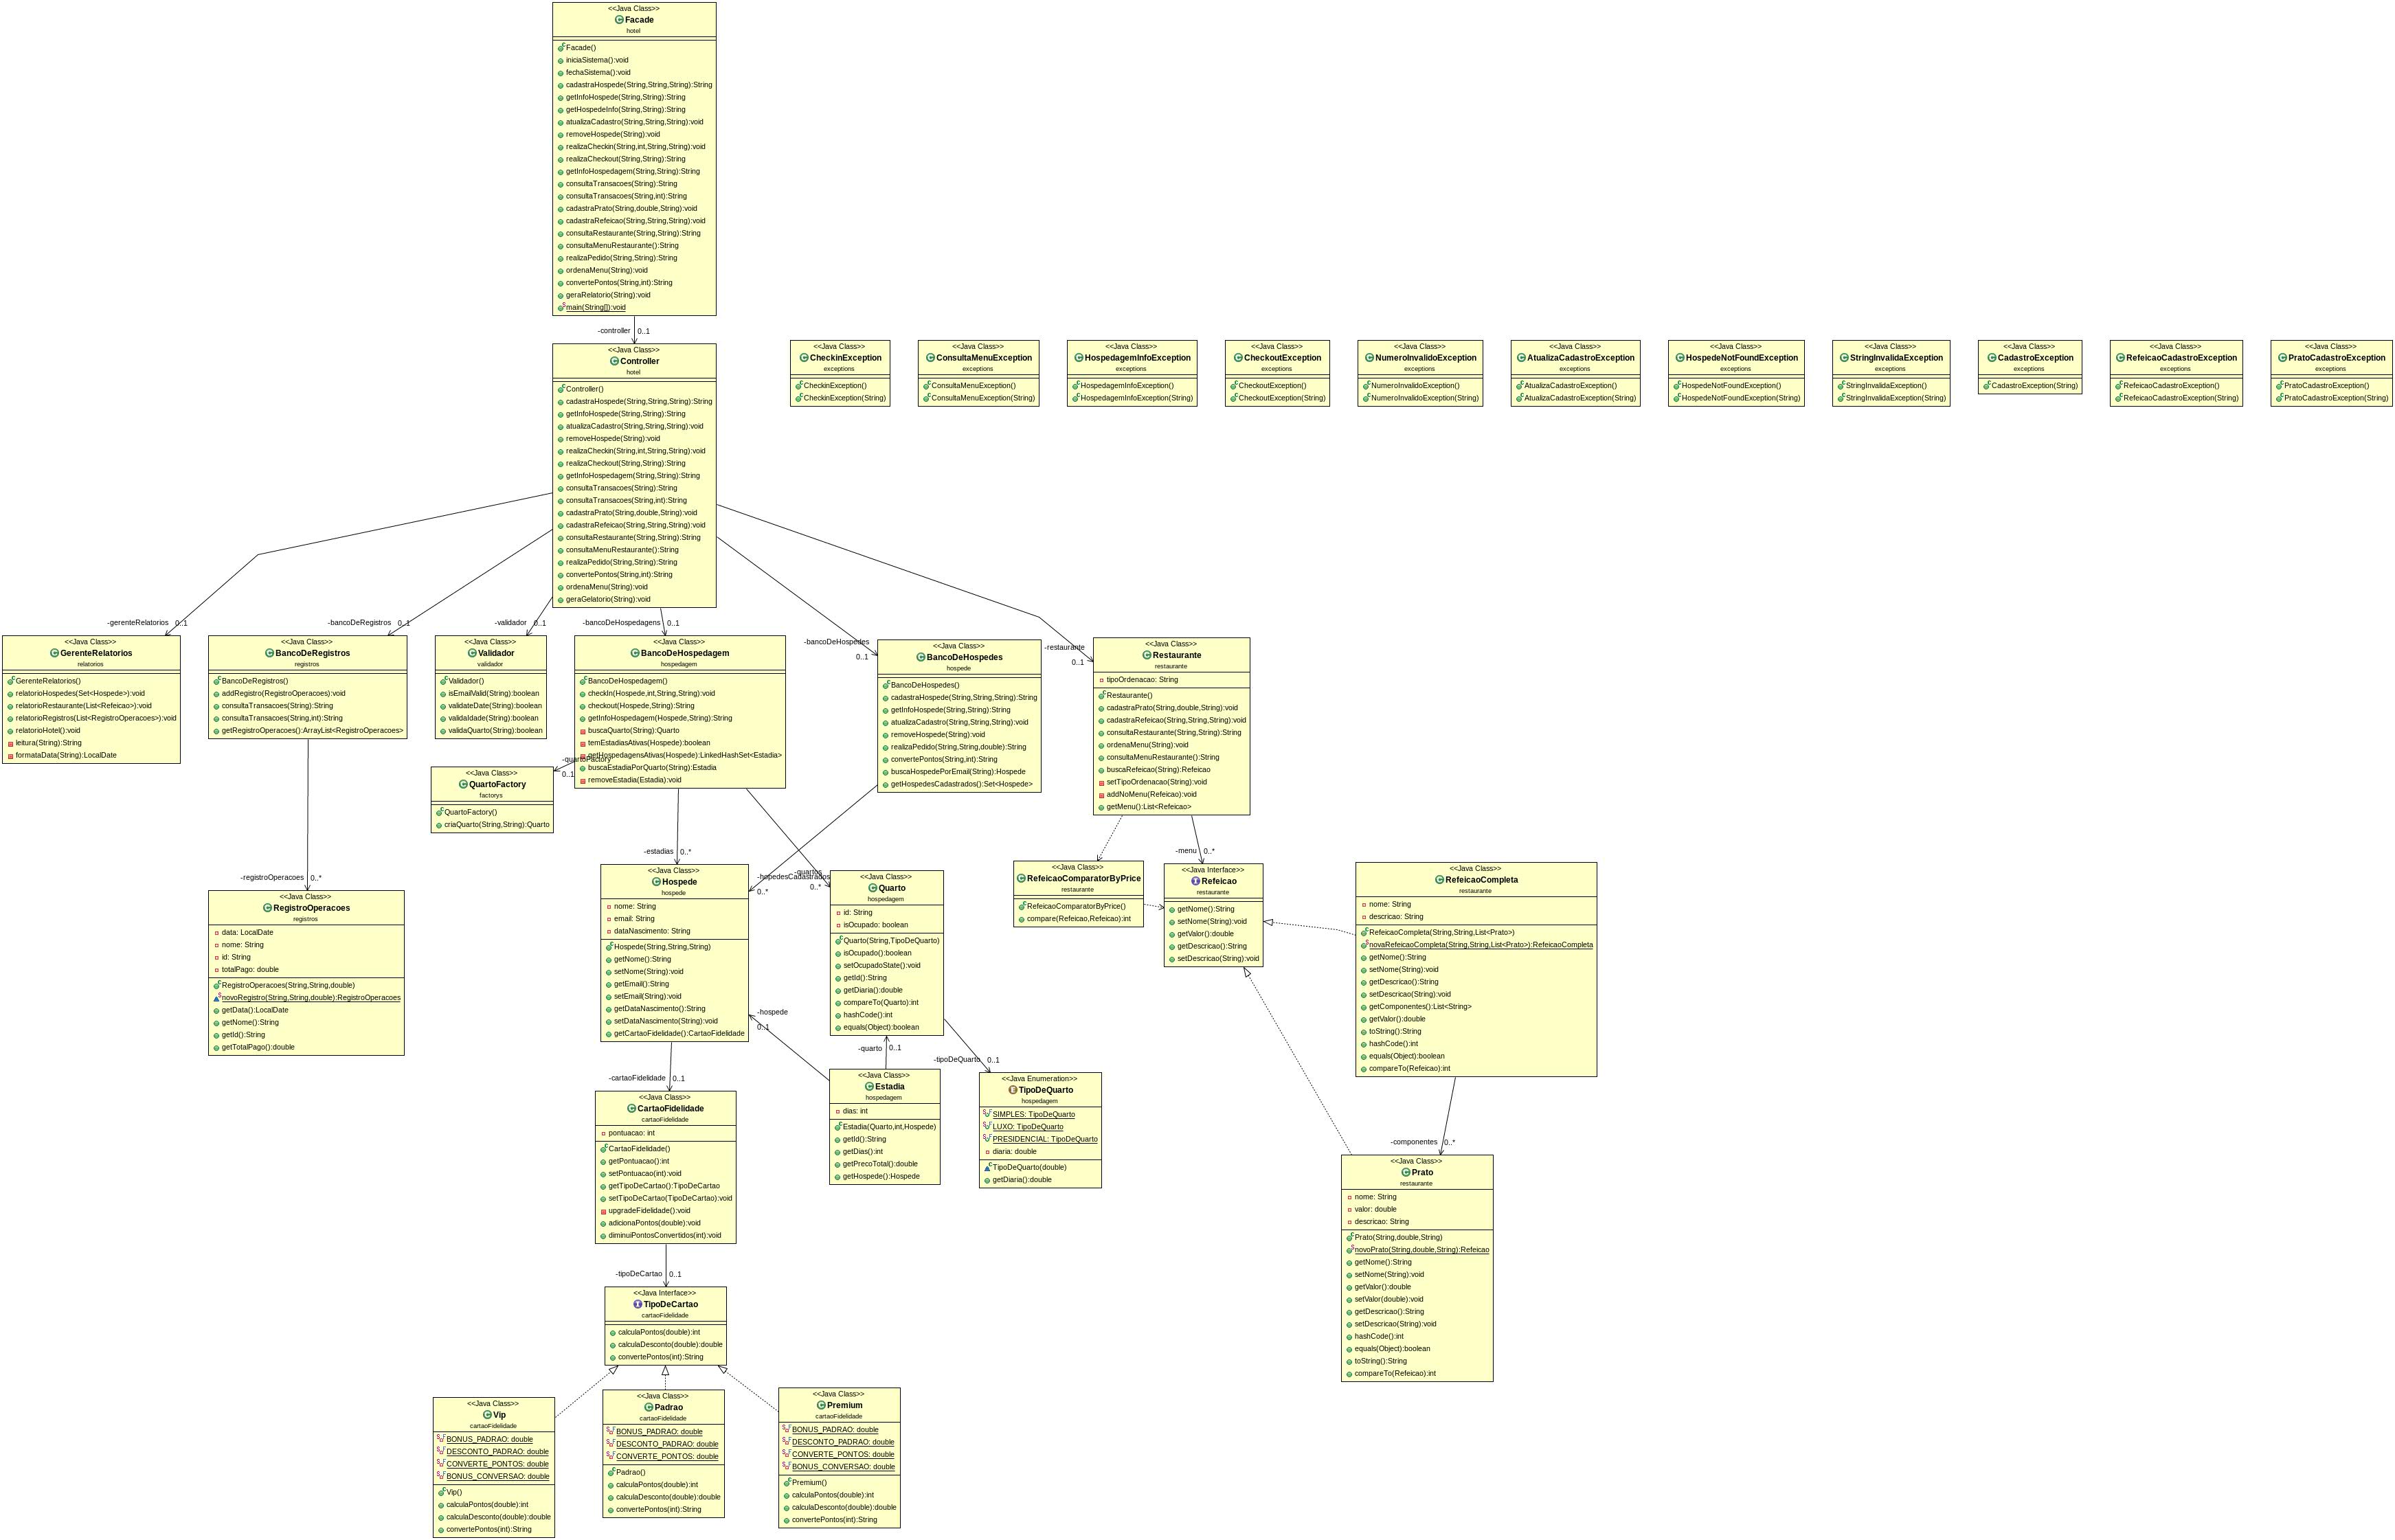 <<Java Class>>
Facade
hotel
Facade()
iniciaSistema():void
fechaSistema():void
cadastraHospede(String,String,String):String
getInfoHospede(String,String):String
getHospedeInfo(String,String):String
atualizaCadastro(String,String,String):void
removeHospede(String):void
realizaCheckin(String,int,String,String):void
realizaCheckout(String,String):String
getInfoHospedagem(String,String):String
consultaTransacoes(String):String
consultaTransacoes(String,int):String
cadastraPrato(String,double,String):void
cadastraRefeicao(String,String,String):void
consultaRestaurante(String,String):String
consultaMenuRestaurante():String
realizaPedido(String,String):String
ordenaMenu(String):void
convertePontos(String,int):String
geraRelatorio(String):void
main(String[]):void
-controller 0..1
<<Java Class>>
Controller
hotel
Controller()
cadastraHospede(String,String,String):String
getInfoHospede(String,String):String
atualizaCadastro(String,String,String):void
removeHospede(String):void
realizaCheckin(String,int,String,String):void
realizaCheckout(String,String):String
getInfoHospedagem(String,String):String
consultaTransacoes(String):String
consultaTransacoes(String,int):String
cadastraPrato(String,double,String):void
cadastraRefeicao(String,String,String):void
consultaRestaurante(String,String):String
consultaMenuRestaurante():String
realizaPedido(String,String):String
convertePontos(String,int):String
ordenaMenu(String):void
geraGelatorio(String):void
<<Java Class>>
CheckinException
exceptions
CheckinException()
CheckinException(String)
<<Java Class>>
ConsultaMenuException
exceptions
ConsultaMenuException()
ConsultaMenuException(String)
<<Java Class>>
HospedagemInfoException
exceptions
HospedagemInfoException()
HospedagemInfoException(String)
<<Java Class>>
CheckoutException
exceptions
CheckoutException()
CheckoutException(String)
<<Java Class>>
NumeroInvalidoException
exceptions
NumeroInvalidoException()
NumeroInvalidoException(String)
<<Java Class>>
AtualizaCadastroException
exceptions
AtualizaCadastroException()
AtualizaCadastroException(String)
<<Java Class>>
HospedeNotFoundException
exceptions
HospedeNotFoundException()
HospedeNotFoundException(String)
<<Java Class>>
StringInvalidaException
exceptions
StringInvalidaException()
StringInvalidaException(String)
<<Java Class>>
CadastroException
exceptions
CadastroException(String)
<<Java Class>>
RefeicaoCadastroException
exceptions
RefeicaoCadastroException()
RefeicaoCadastroException(String)
<<Java Class>>
PratoCadastroException
exceptions
PratoCadastroException()
PratoCadastroException(String)
-gerenteRelatorios 0..1
<<Java Class>>
GerenteRelatorios
relatorios
GerenteRelatorios()
relatorioHospedes(Set<Hospede>):void
relatorioRestaurante(List<Refeicao>):void
relatorioRegistros(List<RegistroOperacoes>):void
relatorioHotel():void
leitura(String):String
formataData(String):LocalDate
-bancoDeRegistros 0..1
<<Java Class>>
BancoDeRegistros
registros
BancoDeRegistros()
addRegistro(RegistroOperacoes):void
consultaTransacoes(String):String
consultaTransacoes(String,int):String
getRegistroOperacoes():ArrayList<RegistroOperacoes>
-validador 0..1
<<Java Class>>
Validador
validador
Validador()
isEmailValid(String):boolean
validateDate(String):boolean
validaIdade(String):boolean
validaQuarto(String):boolean
-bancoDeHospedagens 0..1
<<Java Class>>
BancoDeHospedagem
hospedagem
BancoDeHospedagem()
checkIn(Hospede,int,String,String):void
checkout(Hospede,String):String
getInfoHospedagem(Hospede,String):String
buscaQuarto(String):Quarto
temEstadiasAtivas(Hospede):boolean
getHospedagensAtivas(Hospede):LinkedHashSet<Estadia>
buscaEstadiaPorQuarto(String):Estadia
removeEstadia(Estadia):void
-bancoDeHospedes
0..1
<<Java Class>>
BancoDeHospedes
hospede
BancoDeHospedes()
cadastraHospede(String,String,String):String
getInfoHospede(String,String):String
atualizaCadastro(String,String,String):void
removeHospede(String):void
realizaPedido(String,String,double):String
convertePontos(String,int):String
buscaHospedePorEmail(String):Hospede
getHospedesCadastrados():Set<Hospede>
-restaurante
0..1
<<Java Class>>
Restaurante
restaurante
tipoOrdenacao: String
Restaurante()
cadastraPrato(String,double,String):void
cadastraRefeicao(String,String,String):void
consultaRestaurante(String,String):String
ordenaMenu(String):void
consultaMenuRestaurante():String
buscaRefeicao(String):Refeicao
setTipoOrdenacao(String):void
addNoMenu(Refeicao):void
getMenu():List<Refeicao>
-quartoFactory
0..1
<<Java Class>>
QuartoFactory
factorys
QuartoFactory()
criaQuarto(String,String):Quarto
-registroOperacoes 0..*
<<Java Class>>
RegistroOperacoes
registros
data: LocalDate
nome: String
id: String
totalPago: double
RegistroOperacoes(String,String,double)
novoRegistro(String,String,double):RegistroOperacoes
getData():LocalDate
getNome():String
getId():String
getTotalPago():double
-estadias 0..*
<<Java Class>>
Hospede
hospede
nome: String
email: String
dataNascimento: String
Hospede(String,String,String)
getNome():String
setNome(String):void
getEmail():String
setEmail(String):void
getDataNascimento():String
setDataNascimento(String):void
getCartaoFidelidade():CartaoFidelidade
-hopedesCadastrados
0..*
-quartos
0..*
<<Java Class>>
Quarto
hospedagem
id: String
isOcupado: boolean
Quarto(String,TipoDeQuarto)
isOcupado():boolean
setOcupadoState():void
getId():String
getDiaria():double
compareTo(Quarto):int
hashCode():int
equals(Object):boolean
<<Java Class>>
RefeicaoComparatorByPrice
restaurante
RefeicaoComparatorByPrice()
compare(Refeicao,Refeicao):int
-menu 0..*
<<Java Interface>>
Refeicao
restaurante
getNome():String
setNome(String):void
getValor():double
getDescricao():String
setDescricao(String):void
<<Java Class>>
RefeicaoCompleta
restaurante
nome: String
descricao: String
RefeicaoCompleta(String,String,List<Prato>)
novaRefeicaoCompleta(String,String,List<Prato>):RefeicaoCompleta
getNome():String
setNome(String):void
getDescricao():String
setDescricao(String):void
getComponentes():List<String>
getValor():double
toString():String
hashCode():int
equals(Object):boolean
compareTo(Refeicao):int
-hospede
0..1
-quarto 0..1
<<Java Class>>
Estadia
hospedagem
dias: int
Estadia(Quarto,int,Hospede)
getId():String
getDias():int
getPrecoTotal():double
getHospede():Hospede
-tipoDeQuarto 0..1
<<Java Enumeration>>
TipoDeQuarto
hospedagem
SIMPLES: TipoDeQuarto
LUXO: TipoDeQuarto
PRESIDENCIAL: TipoDeQuarto
diaria: double
TipoDeQuarto(double)
getDiaria():double
-cartaoFidelidade 0..1
<<Java Class>>
CartaoFidelidade
cartaoFidelidade
pontuacao: int
CartaoFidelidade()
getPontuacao():int
setPontuacao(int):void
getTipoDeCartao():TipoDeCartao
setTipoDeCartao(TipoDeCartao):void
upgradeFidelidade():void
adicionaPontos(double):void
diminuiPontosConvertidos(int):void
-componentes 0..*
<<Java Class>>
Prato
restaurante
nome: String
valor: double
descricao: String
Prato(String,double,String)
novoPrato(String,double,String):Refeicao
getNome():String
setNome(String):void
getValor():double
setValor(double):void
getDescricao():String
setDescricao(String):void
hashCode():int
equals(Object):boolean
toString():String
compareTo(Refeicao):int
-tipoDeCartao 0..1
<<Java Interface>>
TipoDeCartao
cartaoFidelidade
calculaPontos(double):int
calculaDesconto(double):double
convertePontos(int):String
<<Java Class>>
Vip
cartaoFidelidade
BONUS_PADRAO: double
DESCONTO_PADRAO: double
CONVERTE_PONTOS: double
BONUS_CONVERSAO: double
Vip()
calculaPontos(double):int
calculaDesconto(double):double
convertePontos(int):String
<<Java Class>>
Padrao
cartaoFidelidade
BONUS_PADRAO: double
DESCONTO_PADRAO: double
CONVERTE_PONTOS: double
Padrao()
calculaPontos(double):int
calculaDesconto(double):double
convertePontos(int):String
<<Java Class>>
Premium
cartaoFidelidade
BONUS_PADRAO: double
DESCONTO_PADRAO: double
CONVERTE_PONTOS: double
BONUS_CONVERSAO: double
Premium()
calculaPontos(double):int
calculaDesconto(double):double
convertePontos(int):String